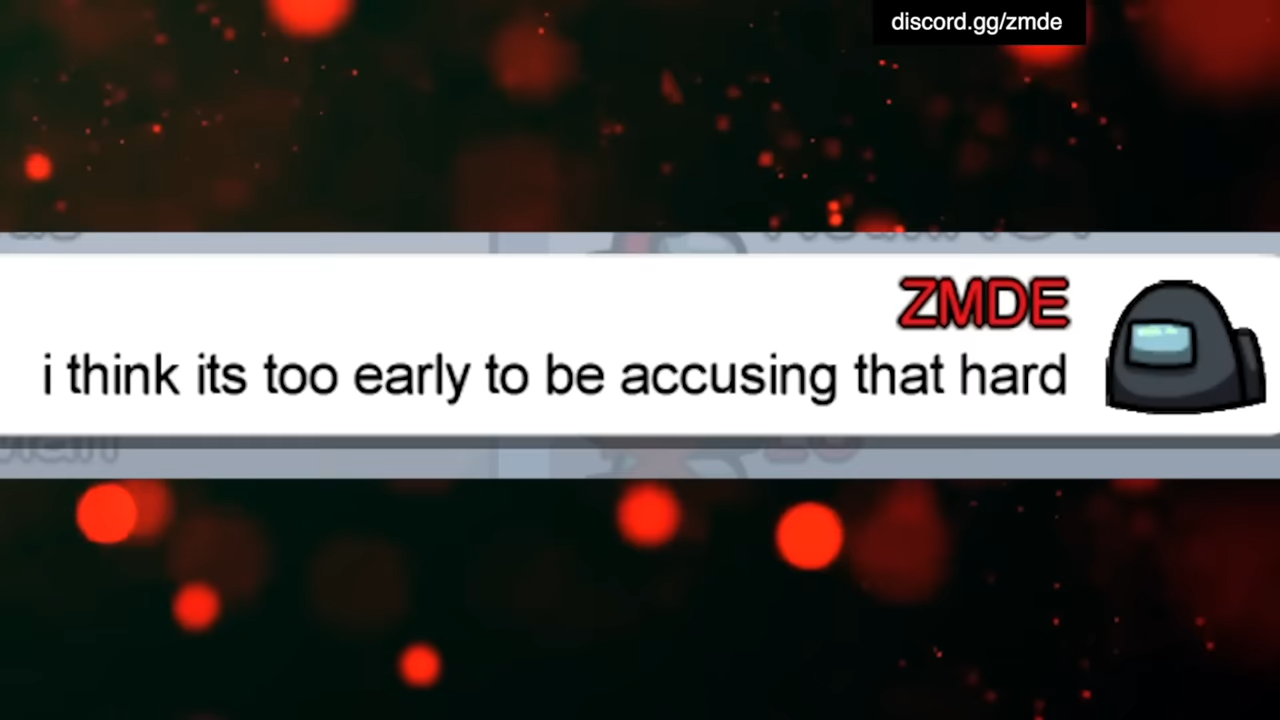 discord.gg/zmde
ZMDE
i think its too early to be accusing that hard